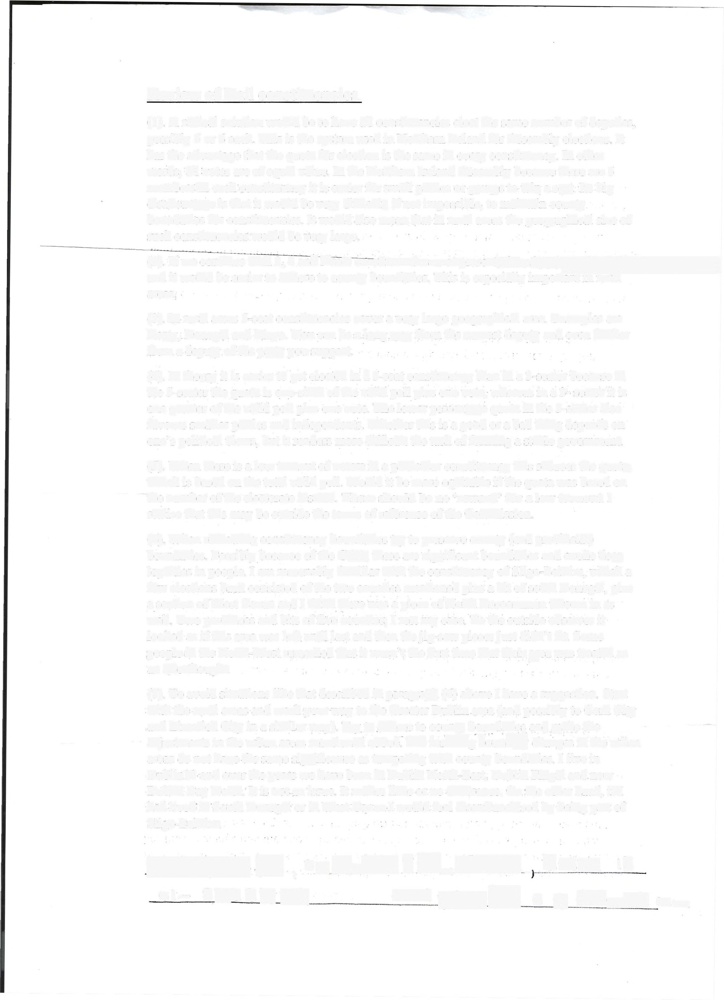 Review of Dail constituencies.
(1). A radical solution would be to have all constituencies elect the same number of deputies,
possibly 5 or 6 each. This is the system used in Northern Ireland for Assembly elections. It
has the advantage that the quota for election is the same in every constituency. In other
words, all votes are of equal value. In the Northern Ireland Assembly because there are 6
in each constituency it is easier for small parties or groups to win a seat. Its big
disadvantage is that it would be very difficult, if not impossible, to maintain county
boundaries for constituencies. It would also mean that in rural areas the geographical size of
such constituencies would be very large.
(2). If we continue with 3, 4 and 5
and it would be easier to adhere to county boundaries. This is especially important in rural
areas.
(3). In rural areas 5-seat constituencies cover a very large geographical area. Examples are
Kerry, Donegal and Mayo. You can be a long way from the nearest deputy and even further
from a deputy of the party you support.
(4). In theory it is easier to get elected in a 5-seat constituency than in a 3-seater because in
the 5-seater the quota is one-sixth of the valid poll plus one vote, whereas in a 3-seater it is
one quarter of the valid poll plus one vote. The lower percentage quota in the 5-seater also
favours smaller parties and independents. Whether this is a good or a bad thing depends on
one's political views, but it renders more difficult the task of forming a stable government.
(5). When there is a low turnout of voters in a particular constituency this reduces the quota,
which is based on the total valid poll. Would it be more equitable if the quota was based on
the number of the electorate instead. There should be no 'reward' for a low turnout. I
realise that this may be outside the terms of reference of the Commission.
(6). When redrawing constituency boundaries try to preserve county (and provincial)
boundaries. Possibly because of the GAA, these are significant boundaries and evoke deep
loyalties in people. I am reasonably familiar with the constituency of Sligo-Leitrim, which a
few elections back consisted of the two counties mentioned plus a bit of south Donegal, plus
a portion of West Cavan and I think there was a piece of North Roscommon thrown in as
well. Two provinces and bits of five counties, I rest my case. To the outside observer it
looked as if this area was left until last and then the jig-saw pieces just didn't fit. Some
people in the North-West remarked that it wasn't the first time that their area was treated as
an afterthought.
(7). To avoid situations like that described in paragraph (6) above I have a suggestion. Start
with the rural areas and work your way to the Greater Dublin area (and possibly to Cork City
and Limerick City in a similar way). Try to adhere to county boundaries and make the
adjustments in the urban areas boundary changes in the urban
areas do not have the same significance as tampering with county boundaries. I live in
and over the years we have been in Dublin North-East, Dublin Fingal and now
Dublin Bay North. It is not an issue. It makes little or no difference. On the other hand, if I
had lived in South Donegal or in West Cavan I would feel disenfranchised by being part of
Sligo-Leitrim.